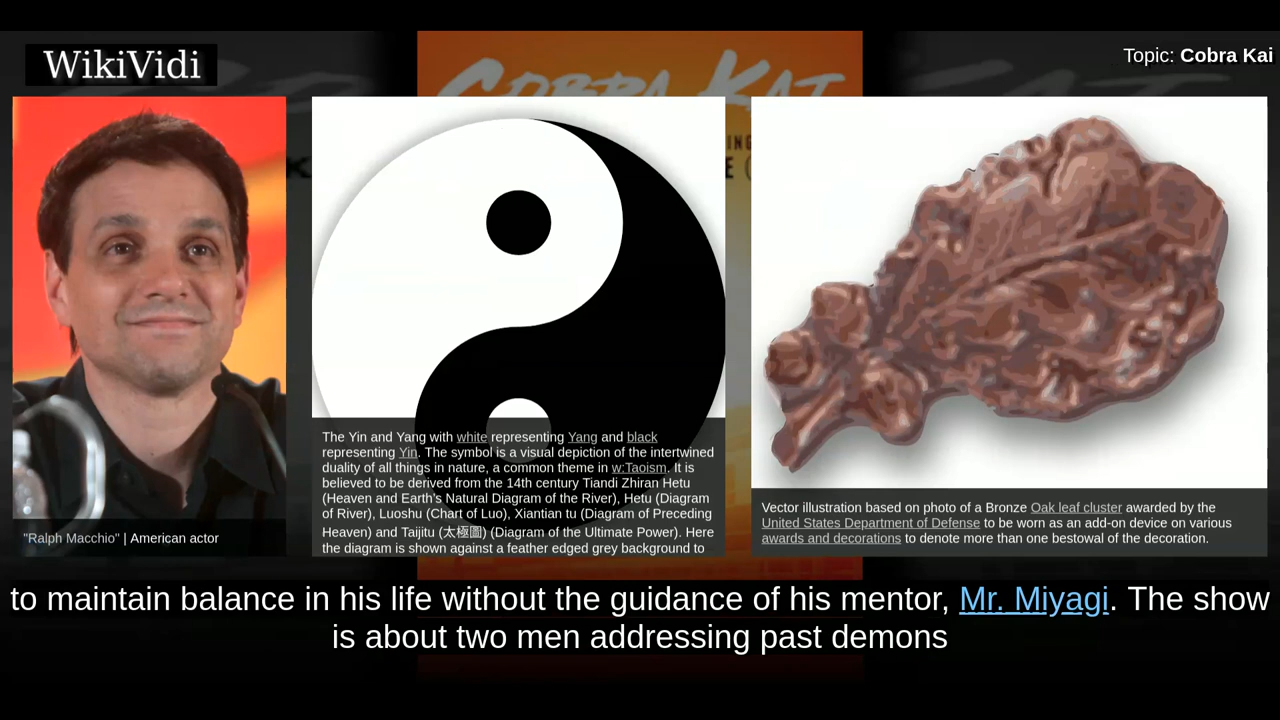 WikiVidi
Topic: Cobra Kai
COBRA KAI
"Ralph Macchio" | American actor
The Yin and Yang with white representing Yang and black
representing Yin. The symbol is a visual depiction of the intertwined
duality of all things in nature, a common theme in w:Taoism. It is
believed to be derived from the 14th century Tiandi Zhiran Hetu
(Heaven and Earth's Natural Diagram of the River), Hetu (Diagram
of River), Luoshu (Chart of Luo), Xiantian tu (Diagram of Preceding
Heaven) and Taijitu (太極圖) (Diagram of the Ultimate Power). Here
the diagram is shown against a feather edged grey background to
Vector illustration based on photo of a Bronze Oak leaf cluster awarded by the
United States Department of Defense to be worn as an add-on device on various
awards and decorations to denote more than one bestowal of the decoration.
to maintain balance in his life without the guidance of his mentor, Mr. Miyagi. The show
is about two men addressing past demons